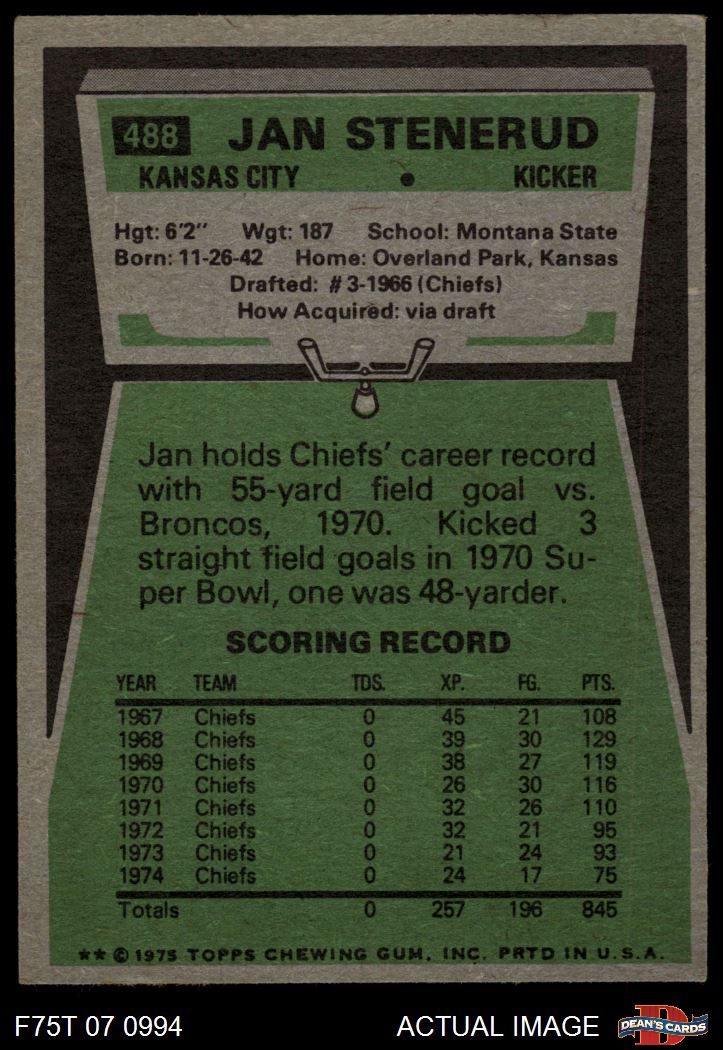 488 JAN STENERUD
KANSAS CITY • KICKER
Hgt: 6'2" Wgt: 187 School: Montana State
Born: 11-26-42 Home: Overland Park, Kansas
Drafted: #3-1966 (Chiefs)
How Acquired: via draft
Jan holds Chiefs' career record
with 55-yard field goal vs.
Broncos, 1970. Kicked 3
straight field goals in 1970 Su-
per Bowl, one was 48-yarder.
SCORING RECORD
YEAR TEAM TDS. XP. FG. PTS.
1967 Chiefs 0 45 21 108
1968 Chiefs 0 39 30 129
1969 Chiefs 0 38 27 119
1970 Chiefs 0 26 30 116
1971 Chiefs 0 32 26 110
1972 Chiefs 0 32 21 95
1973 Chiefs 0 21 24 93
1974 Chiefs 0 24 17 75
Totals 0 257 196 845
** © 1975 TOPPS CHEWING GUM, INC. PRTD IN U.S.A.
F75T 07 0994 ACTUAL IMAGE D DEAN'S CARDS